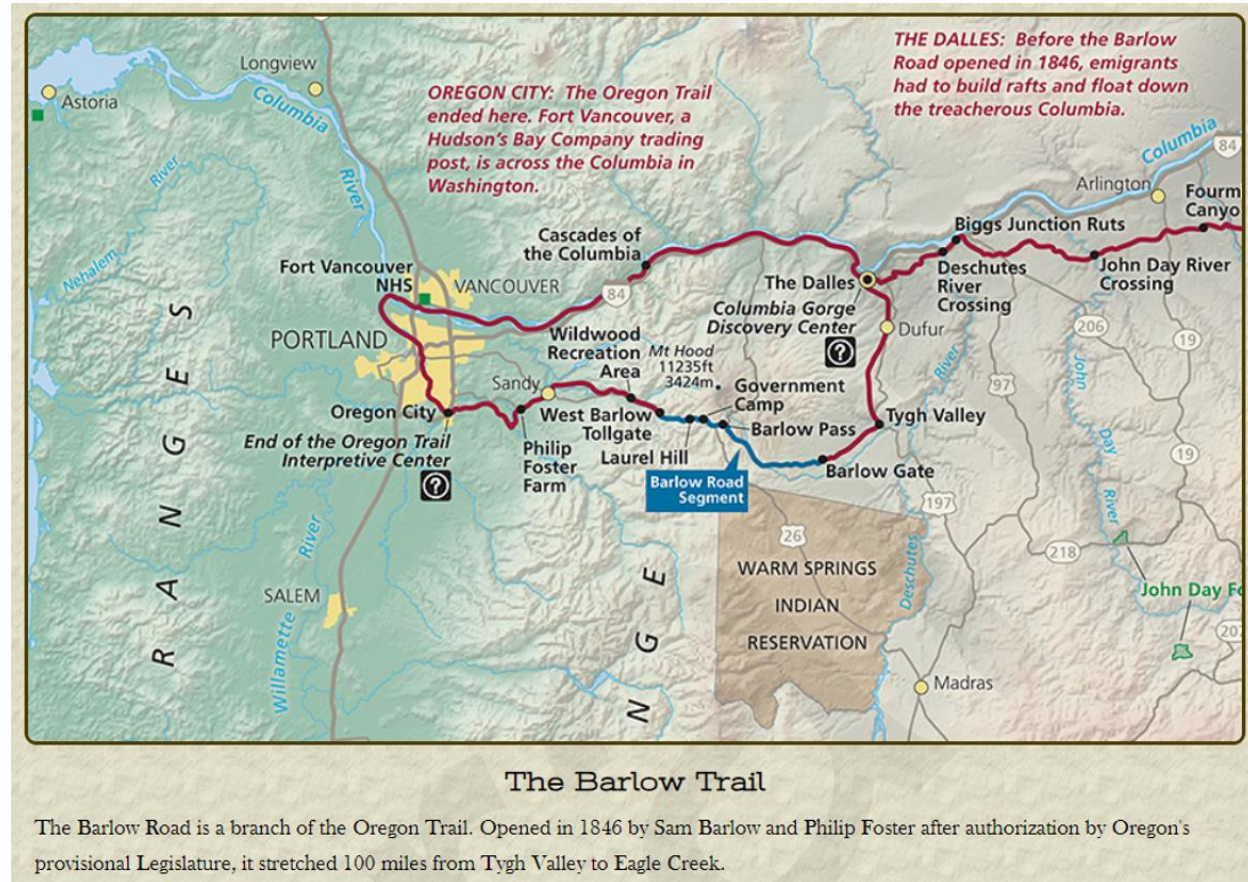 Longview
Astoria
Columbia
River
OREGON CITY: The Oregon Trail
ended here. Fort Vancouver, a
Hudson's Bay Company trading
post, is across the Columbia in
Washington.
THE DALLES: Before the Barlow
Road opened in 1846, emigrants
had to build rafts and float down
the treacherous Columbia.
Columbia
84
Arlington
Fourm
Canyo
River
Nehalem
Cascades of
the Columbia
Biggs Junction Ruts
Fort Vancouver
NHS
VANCOUVER
84
The Dalles
Deschutes
River
Crossing
John Day River
Crossing
Columbia Gorge
Discovery Center
?
Dufur
PORTLAND
Wildwood
Recreation
Area
Mt Hood
11235ft
3424m
206
19
River
97
John
Day
River
Sandy
Government
Camp
Oregon City
West Barlow
Tollgate
Barlow Pass
Tygh Valley
End of the Oregon Trail
Interpretive Center
?
Philip
Foster
Farm
Laurel Hill
Barlow Gate
Barlow Road
Segment
19
197
26
218
RANGES
River
Willamette
SALEM
NGE
WARM SPRINGS
INDIAN
RESERVATION
Deschutes
John Day Fo
207
Madras
The Barlow Trail
The Barlow Road is a branch of the Oregon Trail. Opened in 1846 by Sam Barlow and Philip Foster after authorization by Oregon's
provisional Legislature, it stretched 100 miles from Tygh Valley to Eagle Creek.